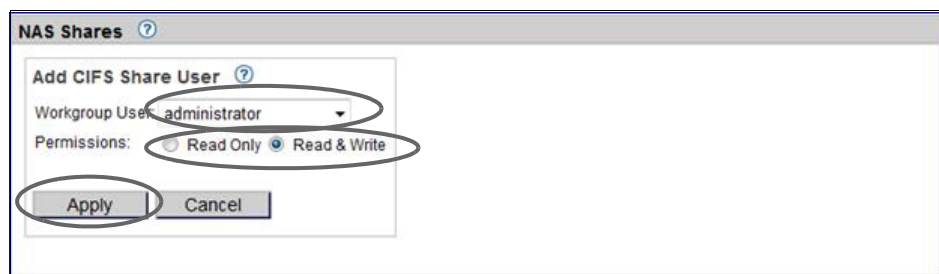 NAS Shares ?
Add CIFS Share User ?
Workgroup User: administrator
Permissions: Read Only Read & Write
Apply Cancel